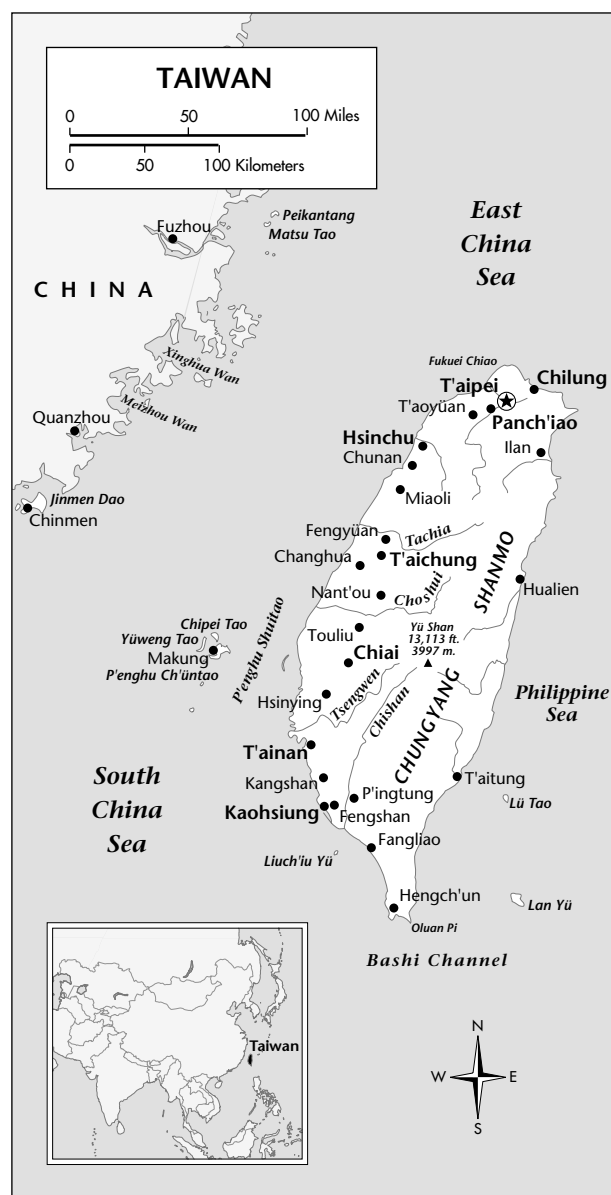 TAIWAN
0 50 100 Miles
0 50 100 Kilometers
Fuzhou
Peikantang
Matsu Tao
East
China
Sea
CHINA
Xinghua Wan
Meizhou Wan
Quanzhou
Jinmen Dao
Chinmen
Fukuei Chiao
T'aipei
Chilung
T'aoyüan
Panch'iao
Hsinchu
Ilan
Chunan
Miaoli
Fengyüan
Tachia
T'aichung
Changhua
SHANMO
Hualien
Nant'ou
Choshui
Chipei Tao
Yüweng Tao
Makung
P'enghu Ch'üntao
P'enghu Shuitao
Touliu
Yü Shan
13,113 ft.
3997 m.
Chiai
Hsinying
Tsengwen
Chishan
CHUNGYANG
Philippine
Sea
T'ainan
South
China
Sea
Kangshan
T'aitung
P'ingtung
Lü Tao
Kaohsiung
Fengshan
Liuch'iu Yü
Fangliao
Hengch'un
Lan Yü
Oluan Pi
Bashi Channel
Taiwan
N
W E
S